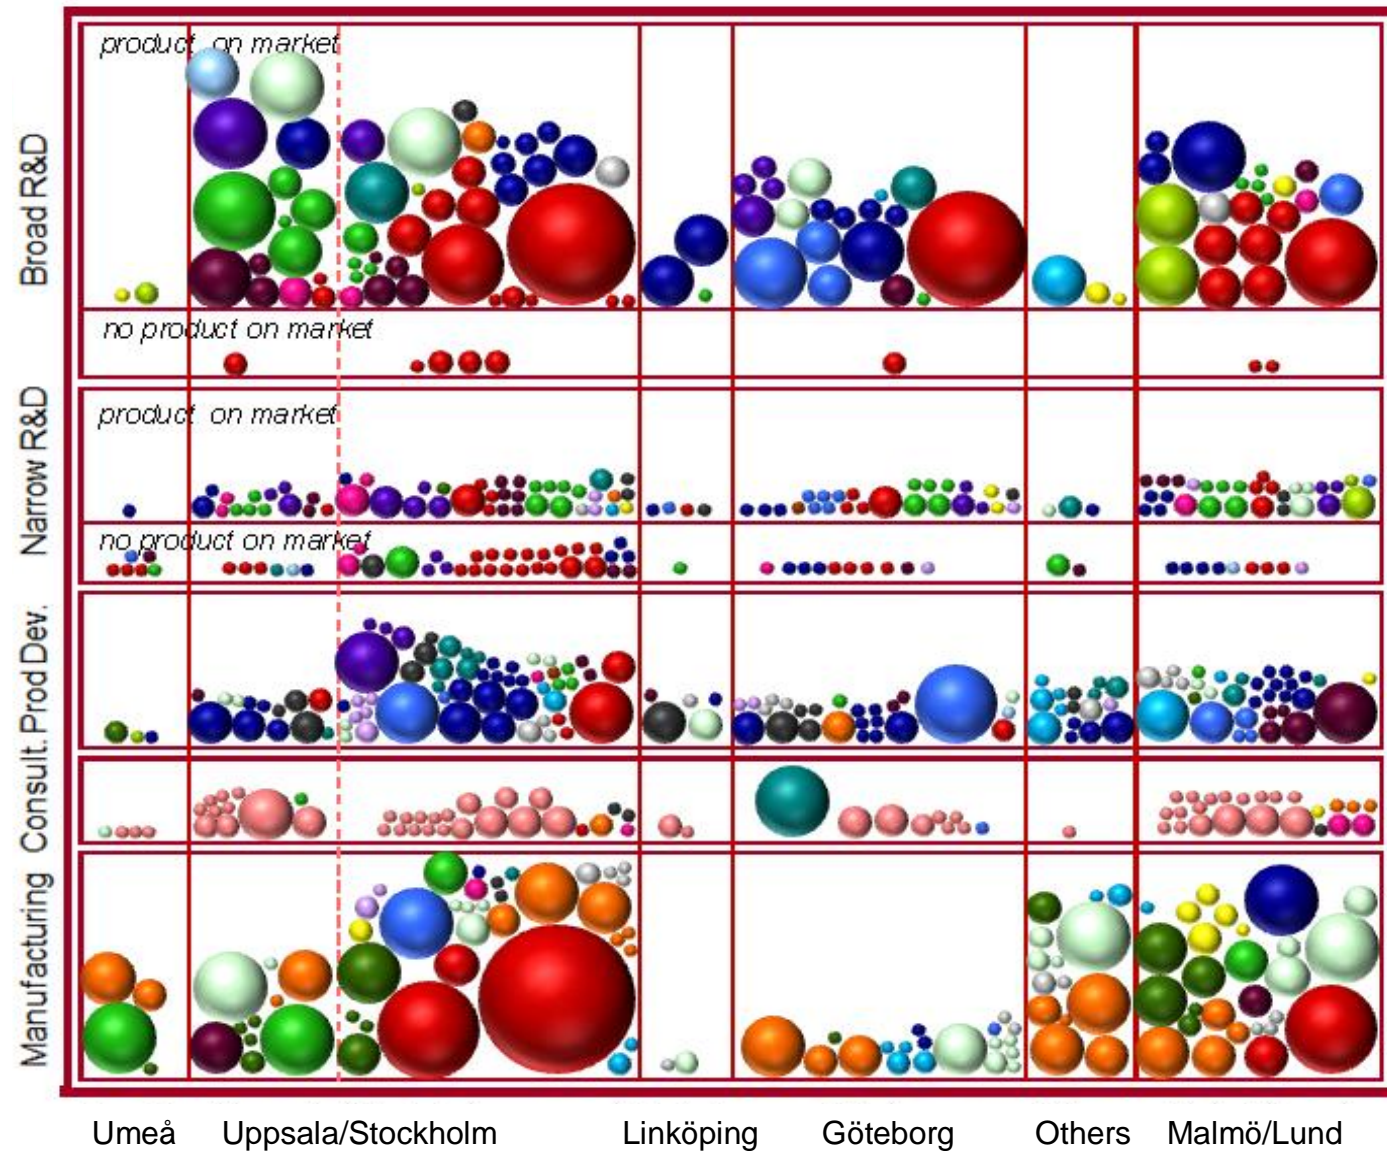 product on market
Broad R&D
no product on market
product on market
Narrow R&D
no product on market
Prod Dev.
Consult.
Manufacturing
Umeå Uppsala/Stockholm Linköping Göteborg Others Malmö/Lund